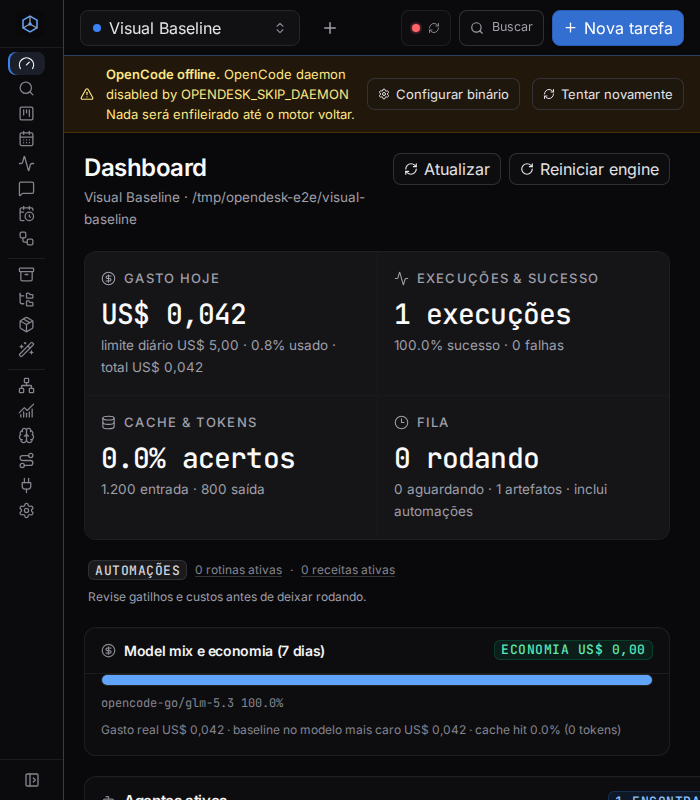 Visual Baseline
Buscar
Nova tarefa
OpenCode offline. OpenCode daemon
disabled by OPENDESK_SKIP_DAEMON
Nada será enfileirado até o motor voltar.
Configurar binário
Tentar novamente
Dashboard
Visual Baseline · /tmp/opendesk-e2e/visual-
baseline
Atualizar
Reiniciar engine
GASTO HOJE
US$ 0,042
limite diário US$ 5,00 · 0.8% usado ·
total US$ 0,042
EXECUÇÕES & SUCESSO
1 execuções
100.0% sucesso · 0 falhas
CACHE & TOKENS
0.0% acertos
1.200 entrada · 800 saída
FILA
0 rodando
0 aguardando · 1 artefatos · inclui
automações
AUTOMAÇÕES 0 rotinas ativas · 0 receitas ativas
Revise gatilhos e custos antes de deixar rodando.
Model mix e economia (7 dias)
ECONOMIA US$ 0,00
opencode-go/glm-5.3 100.0%
Gasto real US$ 0,042 · baseline no modelo mais caro US$ 0,042 · cache hit 0.0% (0 tokens)
Agentes ativos